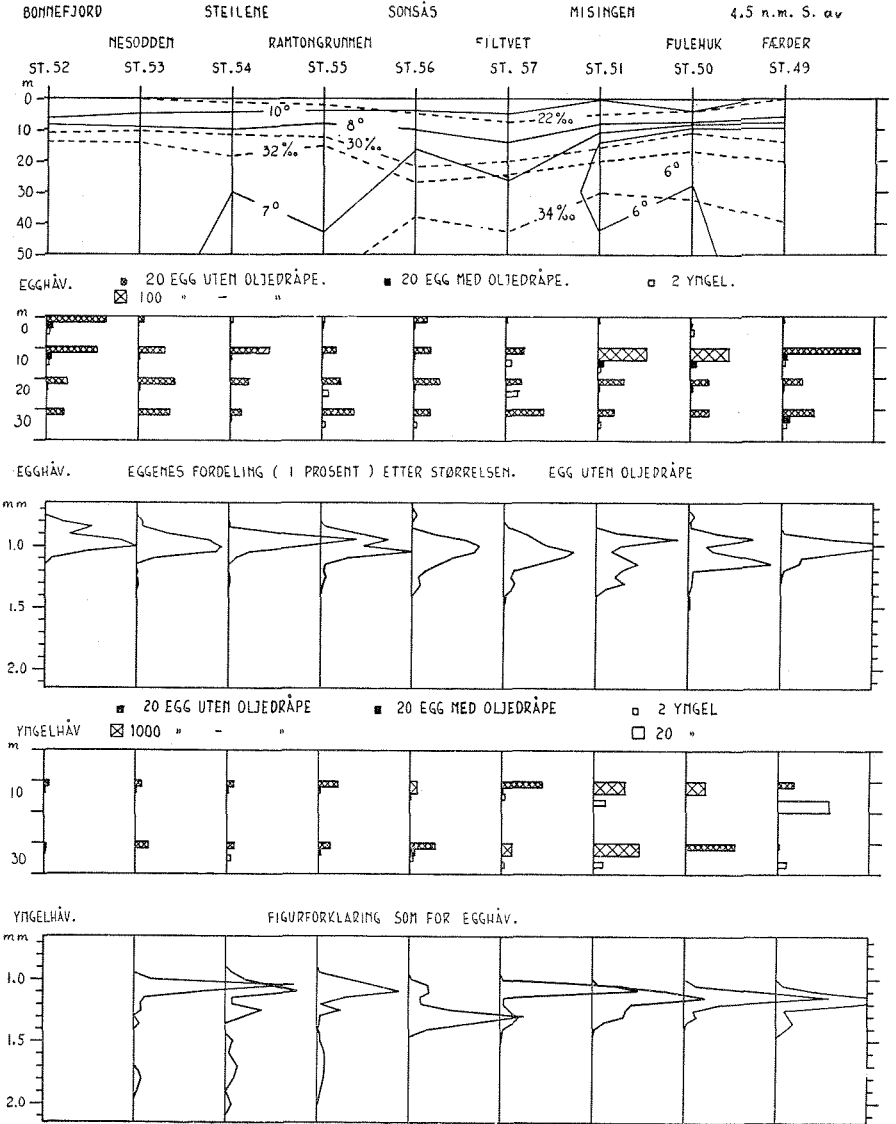 BONNEFJORD STEILENE SONSÅS MISINGEN 4.5 n.m. S. av
NESODDEN RAMTONGRUNNEN FILTVET FULEHUK FÆRDER
ST.52 ST.53 ST.54 ST.55 ST.56 ST.57 ST.51 ST.50 ST.49
m
0
10
20
30
40
50
10°
8°
30‰
32‰
7°
22‰
6°
34‰
6°
EGGHÅV. 20 EGG UTEN OLJEDRÅPE. 20 EGG MED OLJEDRÅPE. 2 YNGEL.
100 " - "
m
0
10
20
30
EGGHÅV. EGGENES FORDELING ( I PROSENT ) ETTER STØRRELSEN. EGG UTEN OLJEDRÅPE
mm
1.0
1.5
2.0
20 EGG UTEN OLJEDRÅPE 20 EGG MED OLJEDRÅPE 2 YNGEL
YNGELHÅV 1000 " - " 20 "
m
10
30
YNGELHÅV. FIGURFORKLARING SOM FOR EGGHÅV.
mm
1.0
1.5
2.0